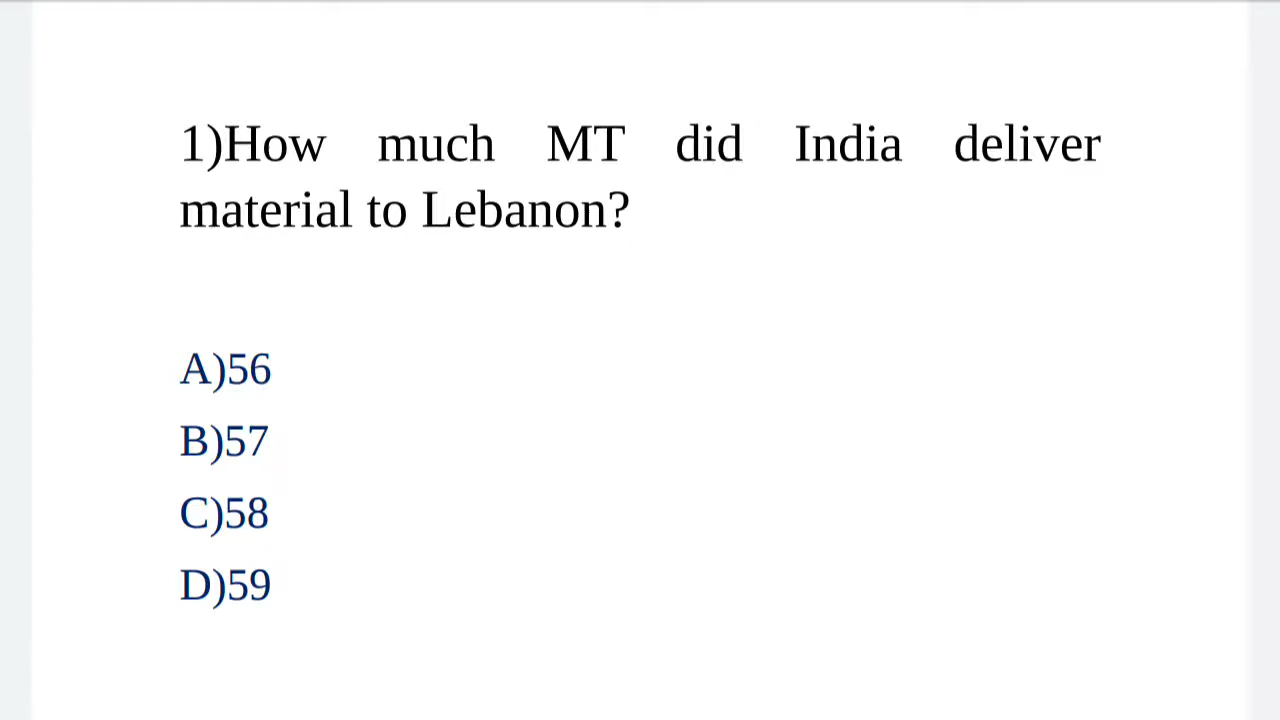 1)How much MT did India deliver
material to Lebanon?
A)56
B)57
C)58
D)59